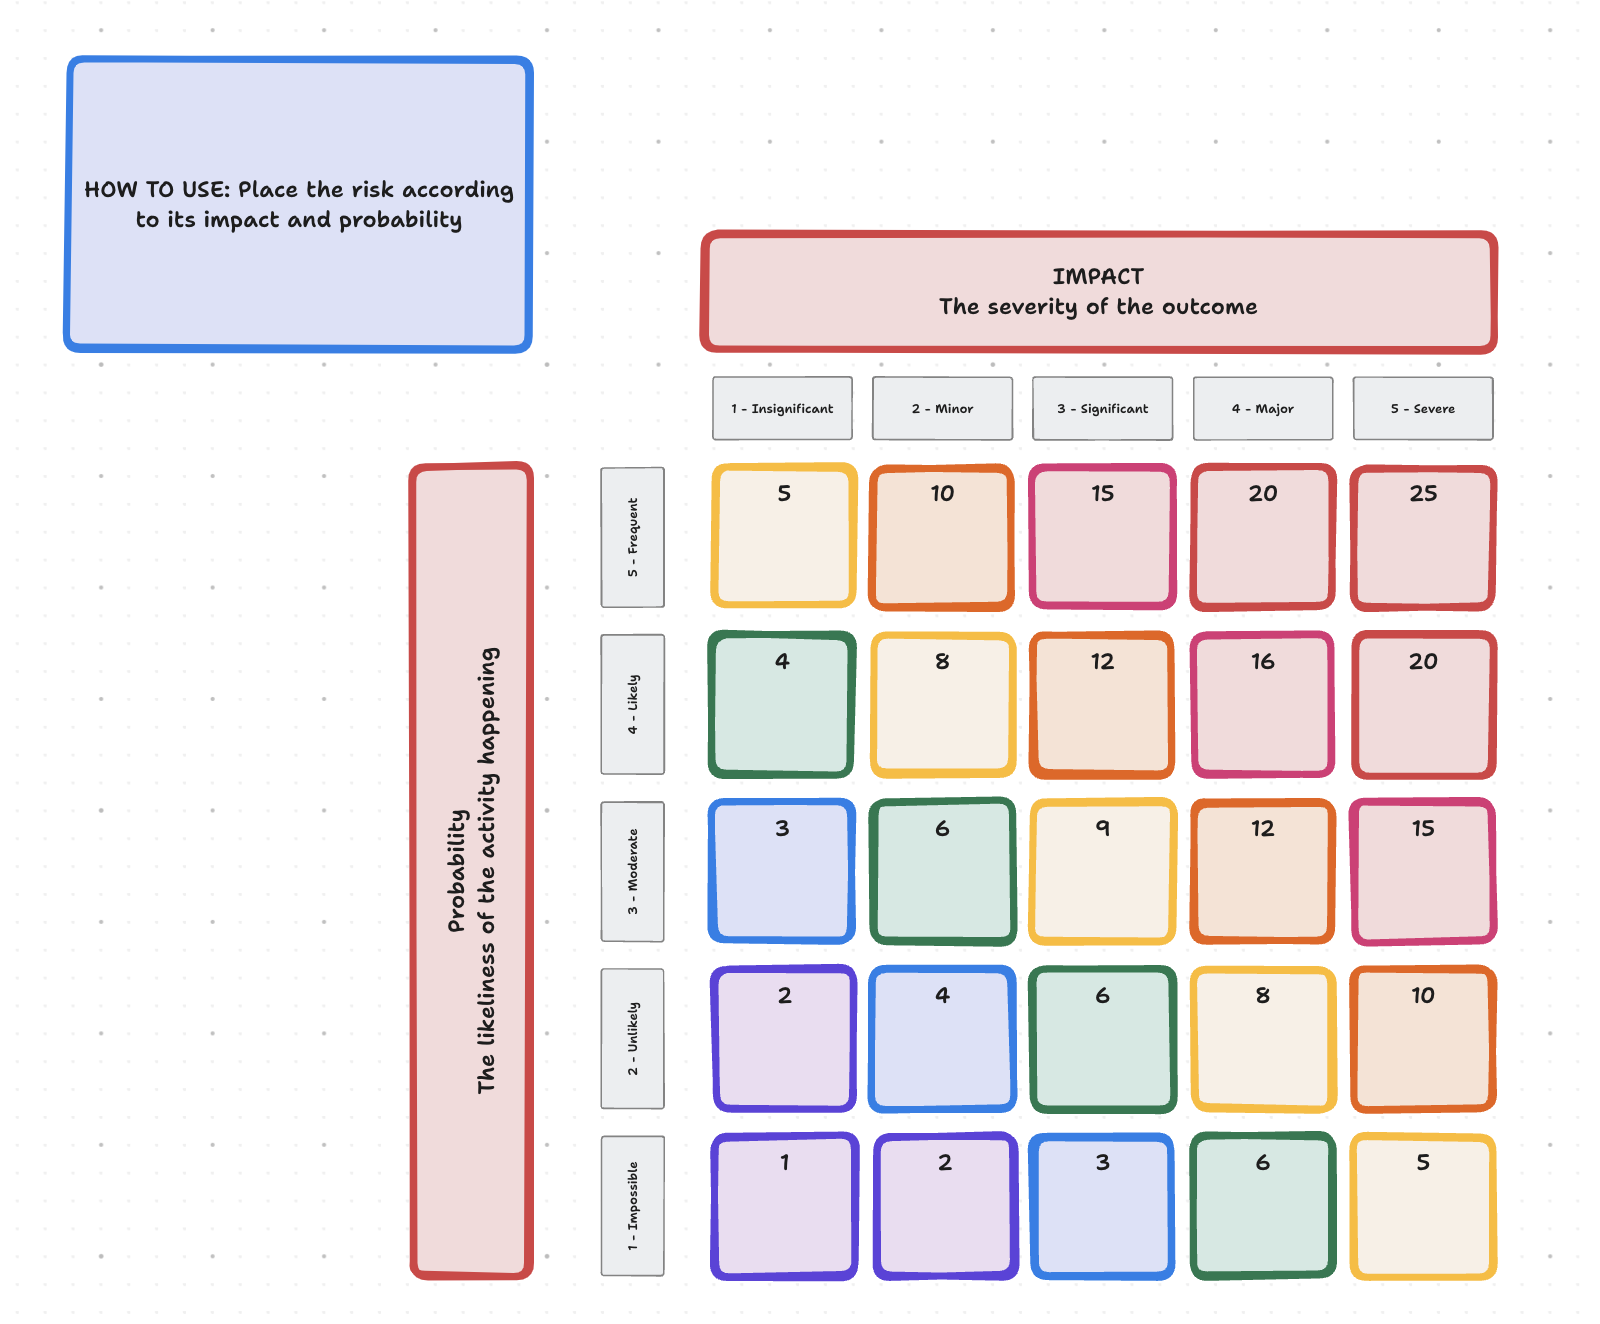 HOW TO USE: Place the risk according
to its impact and probability
IMPACT
The severity of the outcome
1 - Insignificant
2 - Minor
3 - Significant
4 - Major
5 - Severe
Probability
The likeliness of the activity happening
5 - Frequent
5
10
15
20
25
4 - Likely
4
8
12
16
20
3 - Moderate
3
6
9
12
15
2 - Unlikely
2
4
6
8
10
1 - Impossible
1
2
3
6
5